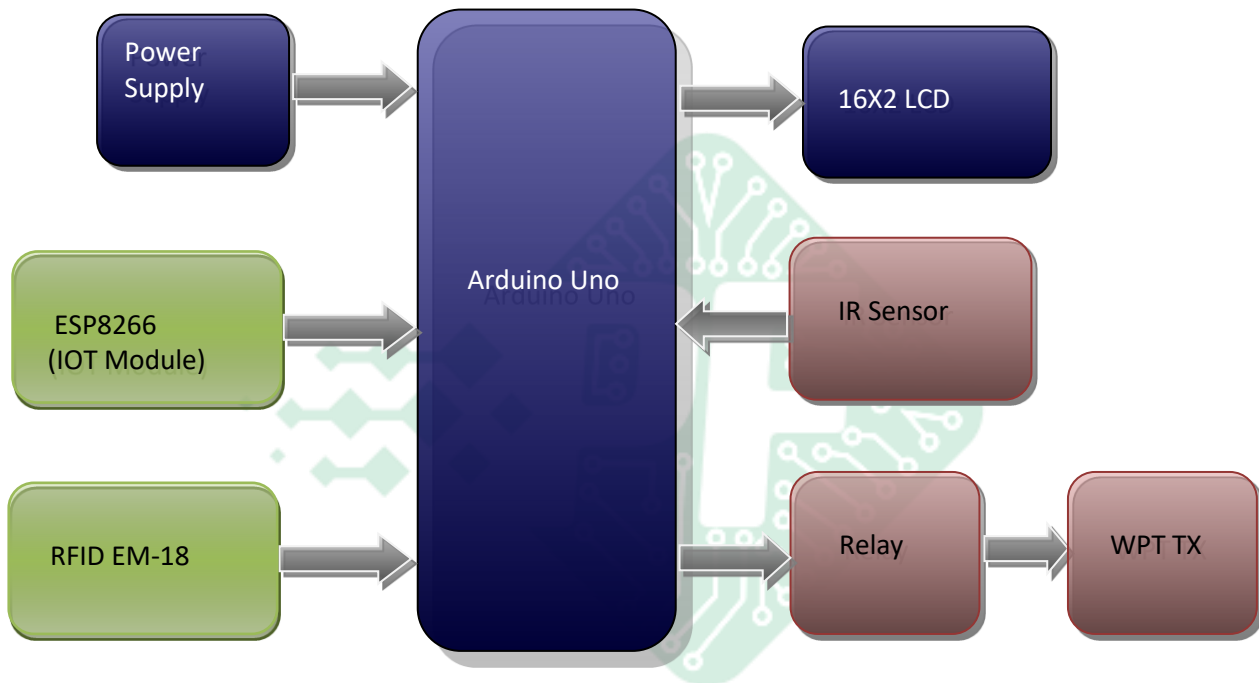 Power
Supply
16X2 LCD
Arduino Uno
ESP8266
(IOT Module)
IR Sensor
RFID EM-18
Relay
WPT TX